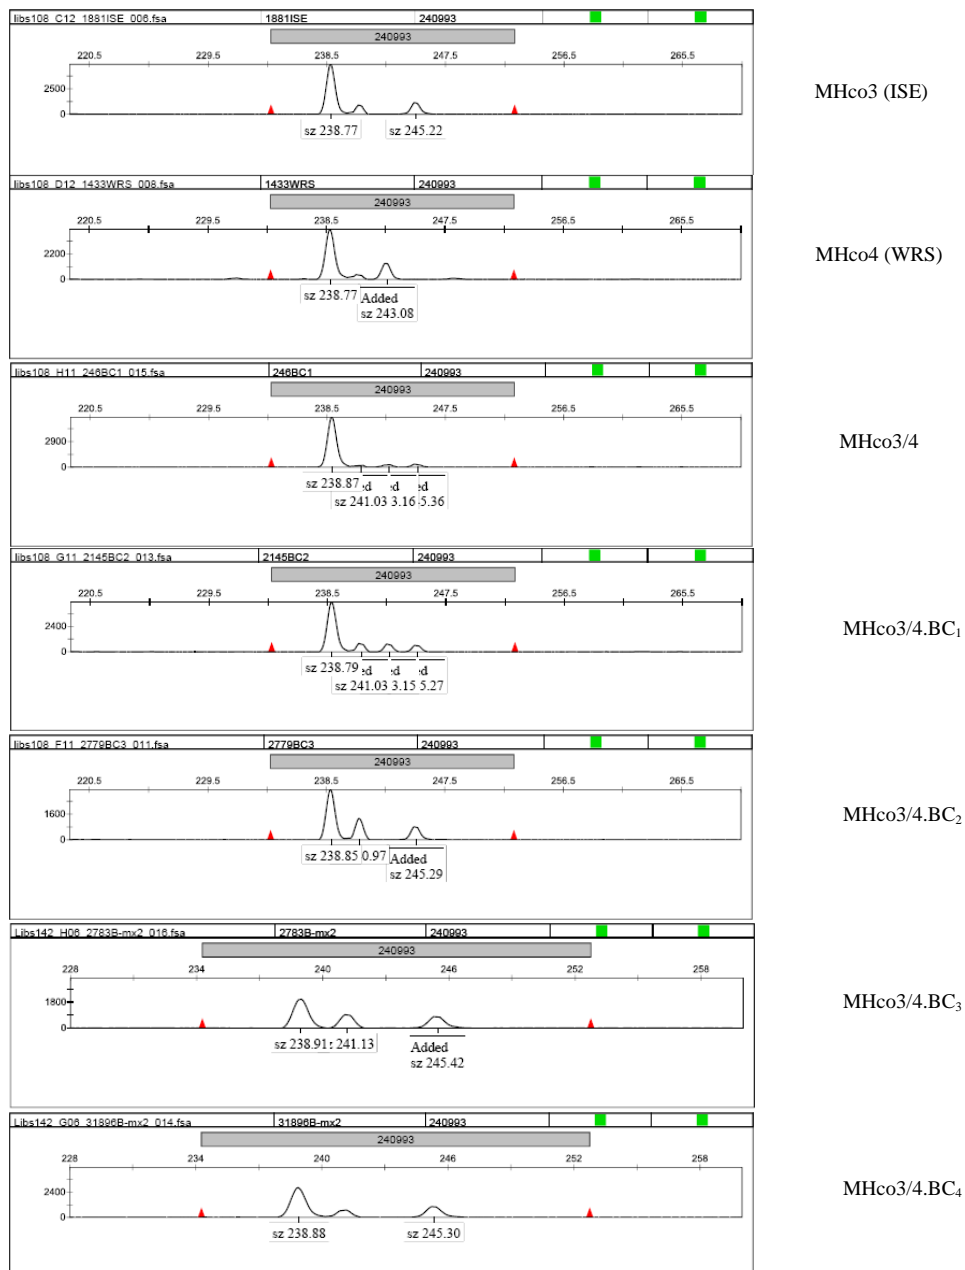 libs108_C12_1881ISE_006.fsa 1881ISE 240993
240993
220.5 229.5 238.5 247.5 256.5 265.5
2500
0
sz 238.77 sz 245.22
MHco3 (ISE)
libs108_D12_1433WRS_008.fsa 1433WRS 240993
240993
220.5 229.5 238.5 247.5 256.5 265.5
2200
0
sz 238.77 Added
sz 243.08
MHco4 (WRS)
libs108_H11_246BC1_015.fsa 246BC1 240993
240993
220.5 229.5 238.5 247.5 256.5 265.5
2900
0
sz 238.87 ed ed ed
sz 241.03 3.16 5.36
MHco3/4
libs108_G11_2145BC2_013.fsa 2145BC2 240993
240993
220.5 229.5 238.5 247.5 256.5 265.5
2400
0
sz 238.79 ed ed ed
sz 241.03 3.15 5.27
MHco3/4.BC1
libs108_F11_2779BC3_011.fsa 2779BC3 240993
240993
220.5 229.5 238.5 247.5 256.5 265.5
1600
0
sz 238.85 0.97 Added
sz 245.29
MHco3/4.BC2
Libs142_H06_2783B-mx2_016.fsa 2783B-mx2 240993
240993
228 234 240 246 252 258
1800
0
sz 238.91 241.13 Added
sz 245.42
MHco3/4.BC3
Libs142_G06_31896B-mx2_014.fsa 31896B-mx2 240993
240993
228 234 240 246 252 258
2400
0
sz 238.88 sz 245.30
MHco3/4.BC4